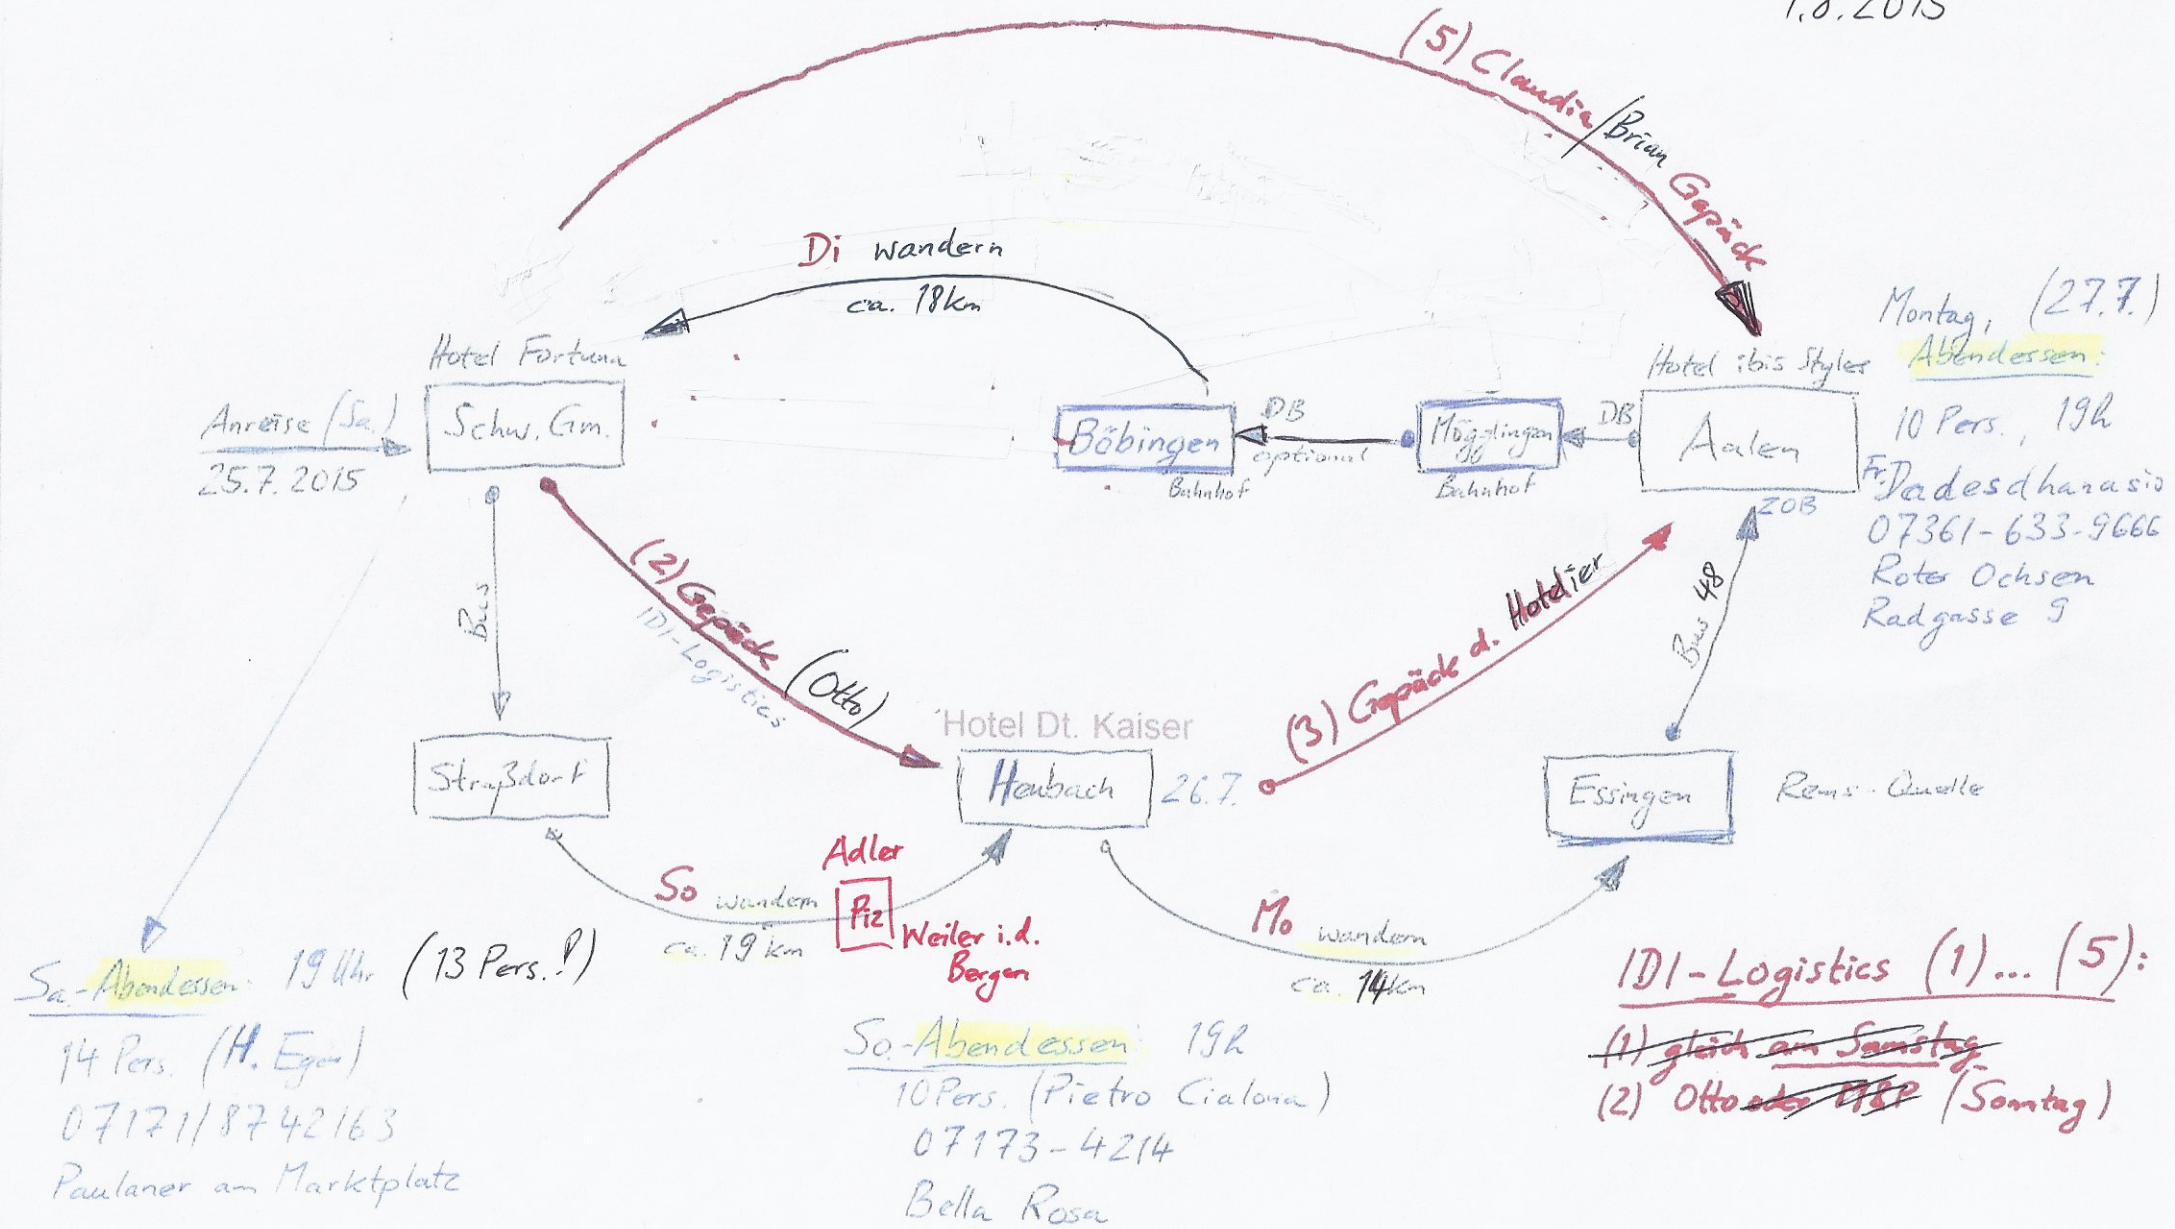 1.8.2015
(5) Claudia/Brian Gepäck
Di wandern
ca. 18km
Montag, (27.7.)
Abendessen:
10 Pers., 19h
Fr. Dadesdhanasio
07361-633-9666
Roter Ochsen
Radgasse 9
Hotel Fortuna
Schw. Gm.
Anreise (Sa.)
25.7.2015
Böbingen
Bahnhof
DB
optional
Mögglingen
Bahnhof
DB
Hotel ibis Styles
Aalen
ZOB
Bus
(2) Gepäck (Otto)
IDI-Logistics
(3) Gepäck d. Hotelier
Bus 48
Straßdorf
Hotel Dt. Kaiser
Heubach
26.7.
Essingen
Rems-Quelle
So wandern
ca. 19 km
Adler
Piz
Weiler i.d.
Bergen
Mo wandern
ca. 14km
Sa.-Abendessen: 19 Uhr (13 Pers.!)
14 Pers. (H. Eger)
07171/8742163
Paulaner am Marktplatz
So.-Abendessen: 19h
10 Pers. (Pietro Cialona)
07173-4214
Bella Rosa
IDI-Logistics (1)... (5):
(1) gleich am Samstag
(2) Otto oder M&P (Sonntag)